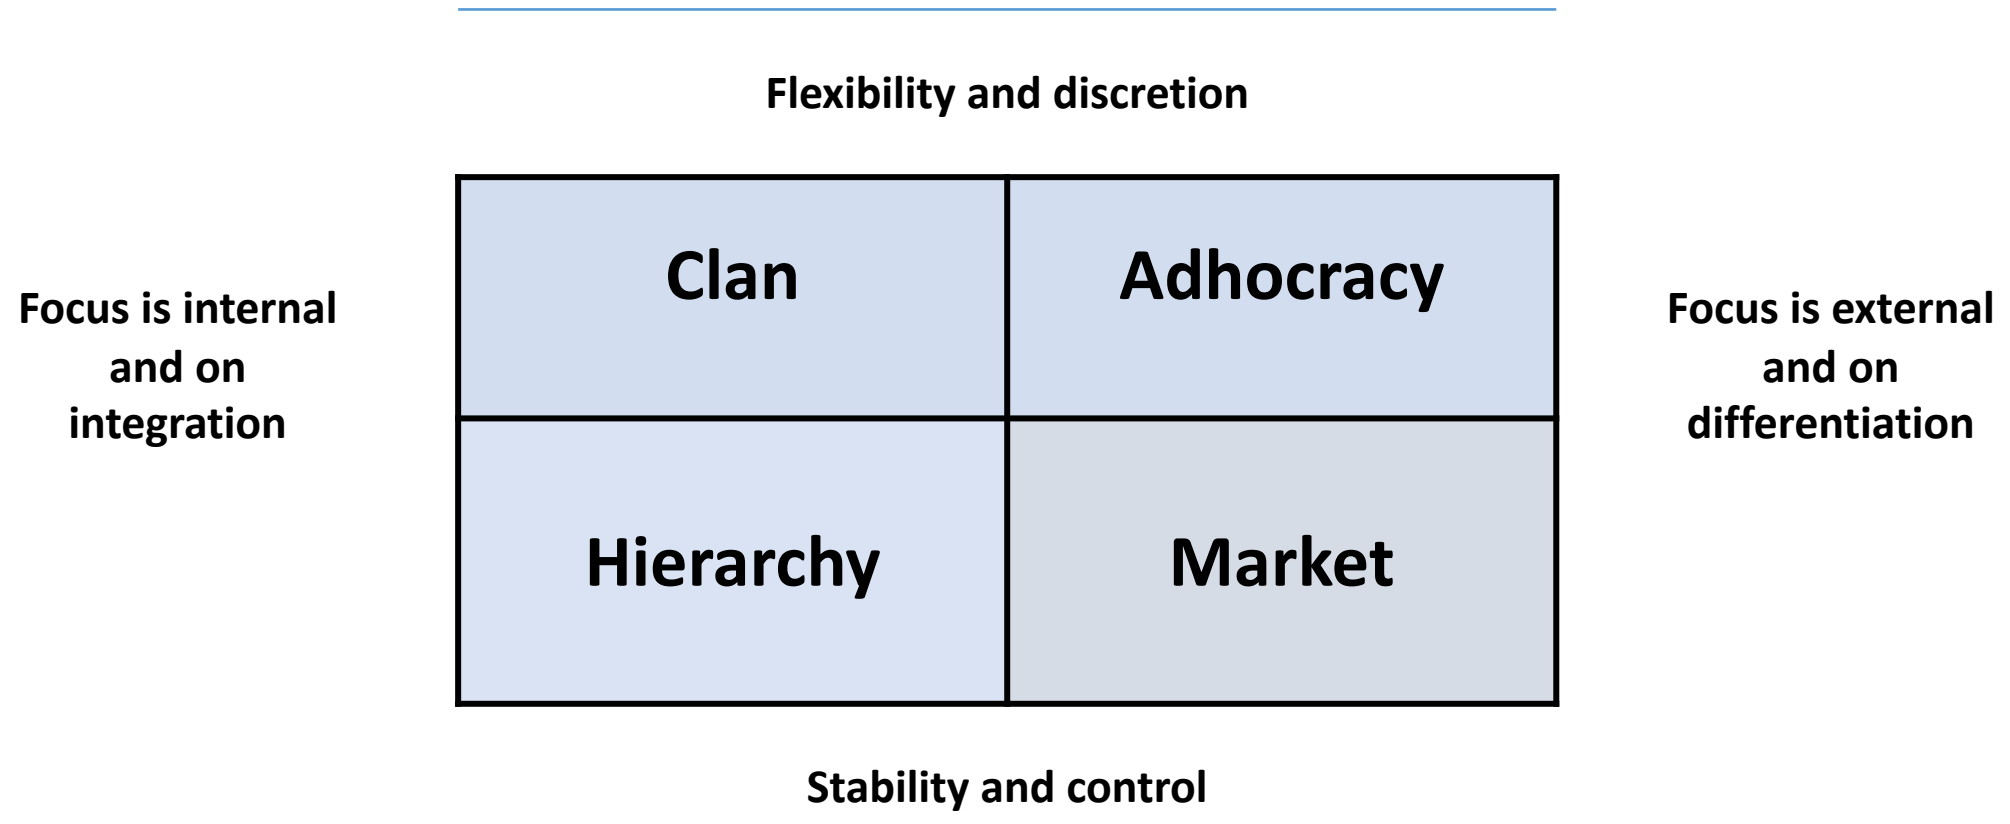 Flexibility and discretion
Clan
Adhocracy
Focus is internal
and on
integration
Focus is external
and on
differentiation
Hierarchy
Market
Stability and control